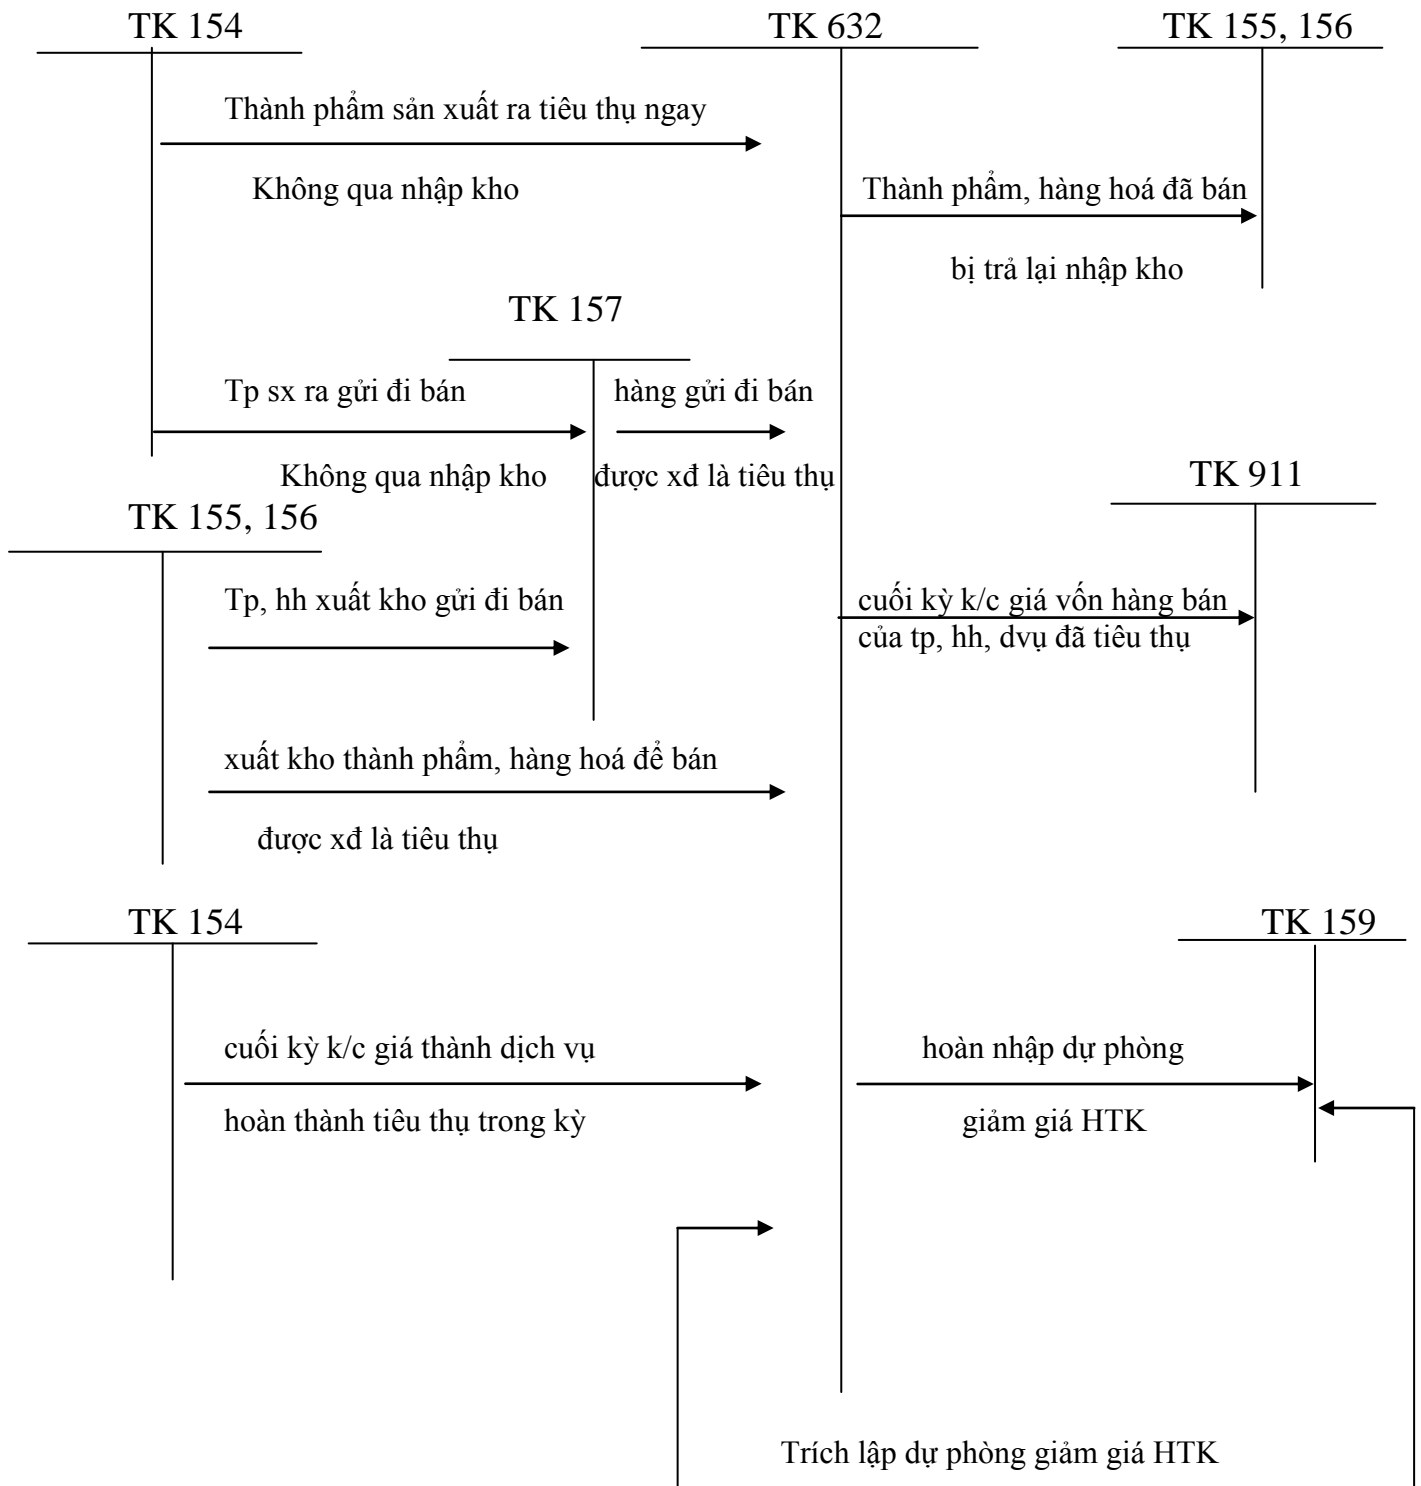 TK 154
TK 632
TK 155, 156
Thành phẩm sản xuất ra tiêu thụ ngay
Không qua nhập kho
Thành phẩm, hàng hoá đã bán
bị trả lại nhập kho
TK 157
Tp sx ra gửi đi bán
hàng gửi đi bán
Không qua nhập kho
được xđ là tiêu thụ
TK 911
TK 155, 156
Tp, hh xuất kho gửi đi bán
cuối kỳ k/c giá vốn hàng bán
của tp, hh, dvụ đã tiêu thụ
xuất kho thành phẩm, hàng hoá để bán
được xđ là tiêu thụ
TK 154
TK 159
cuối kỳ k/c giá thành dịch vụ
hoàn thành tiêu thụ trong kỳ
hoàn nhập dự phòng
giảm giá HTK
Trích lập dự phòng giảm giá HTK